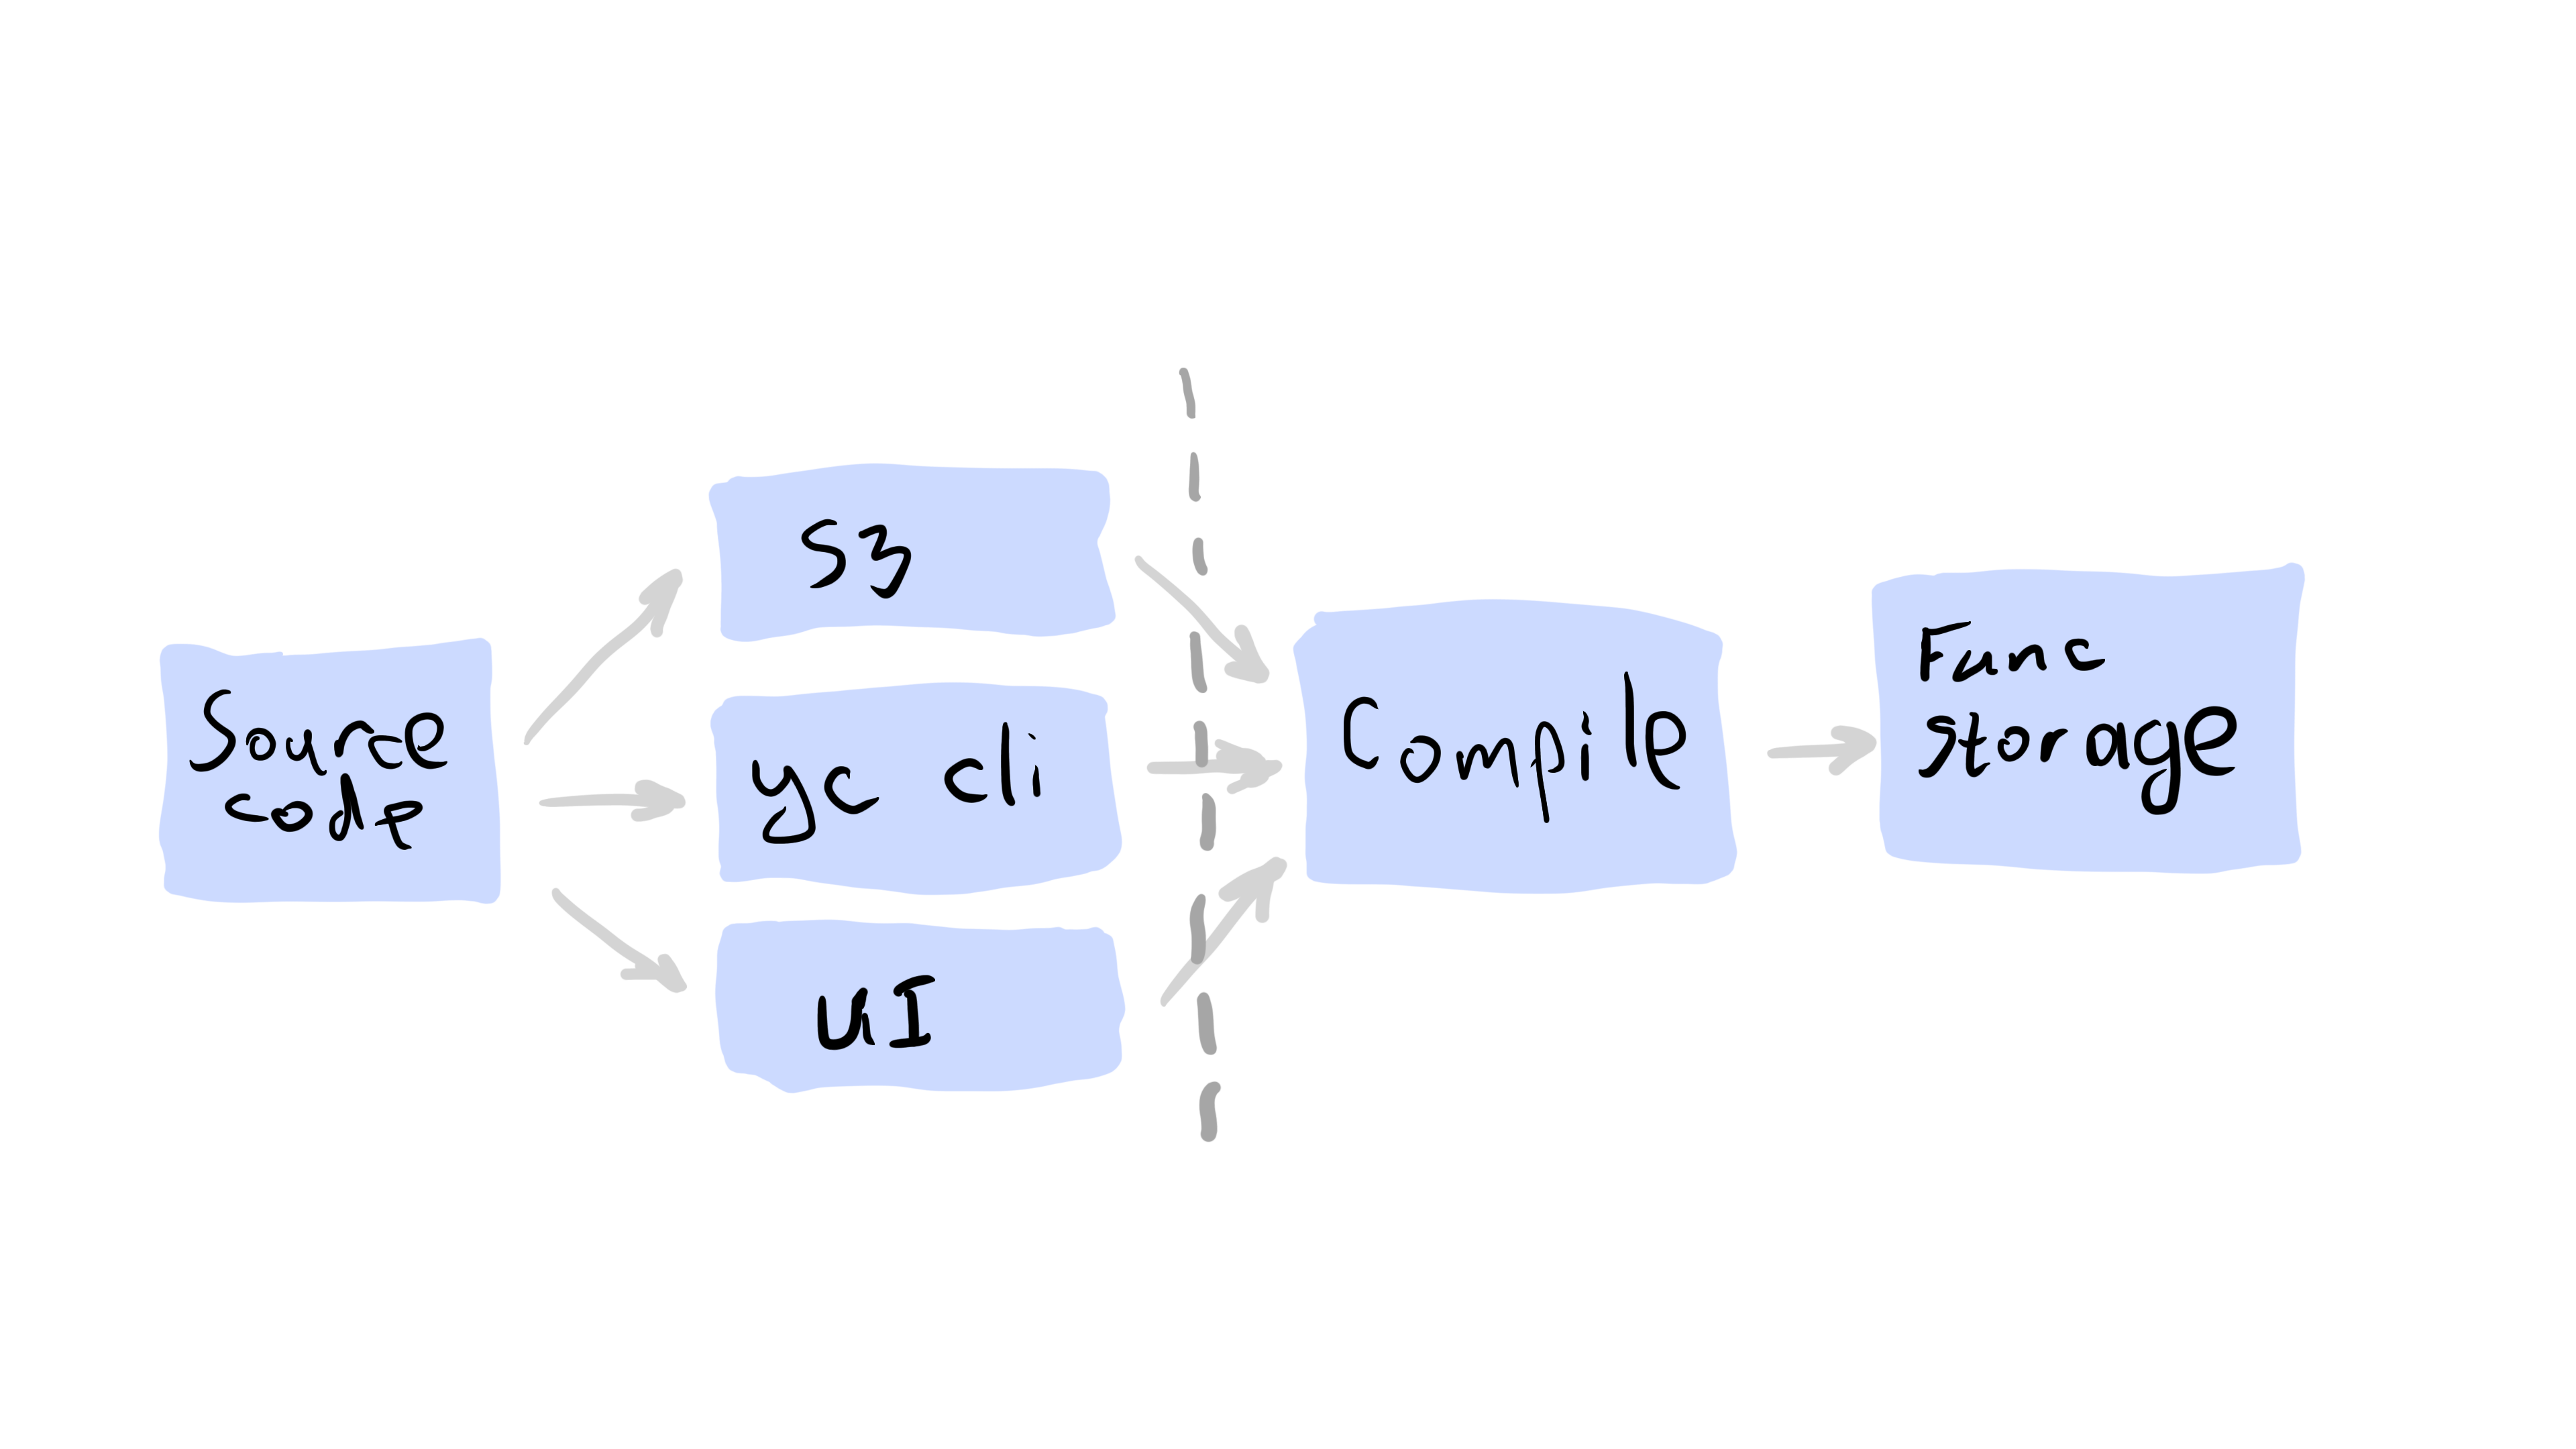 Source
code
S3
yc cli
UI
Compile
Func
storage